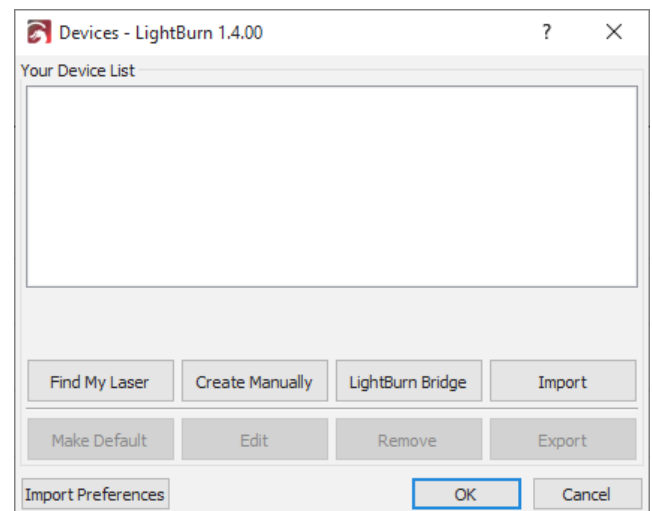 Devices - LightBurn 1.4.00
Your Device List
Find My Laser Create Manually LightBurn Bridge Import
Make Default Edit Remove Export
Import Preferences OK Cancel